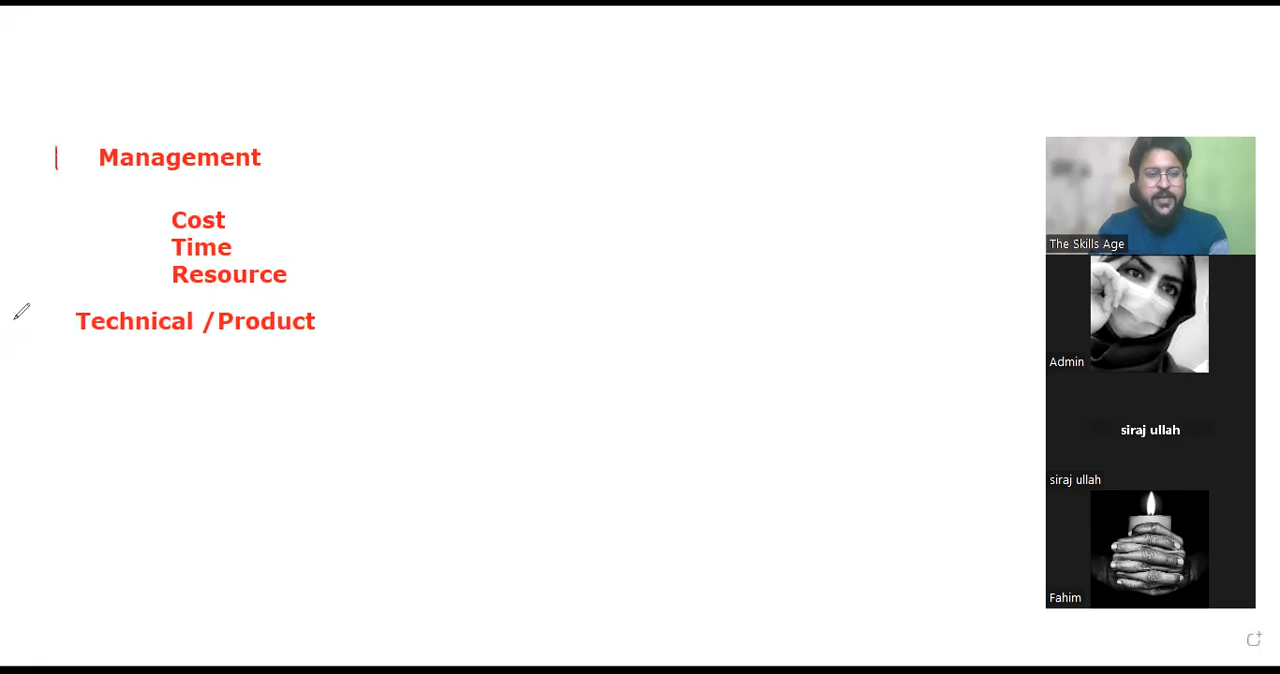 Management
Cost
Time
Resource
Technical /Product
The Skills Age
Admin
siraj ullah
siraj ullah
Fahim